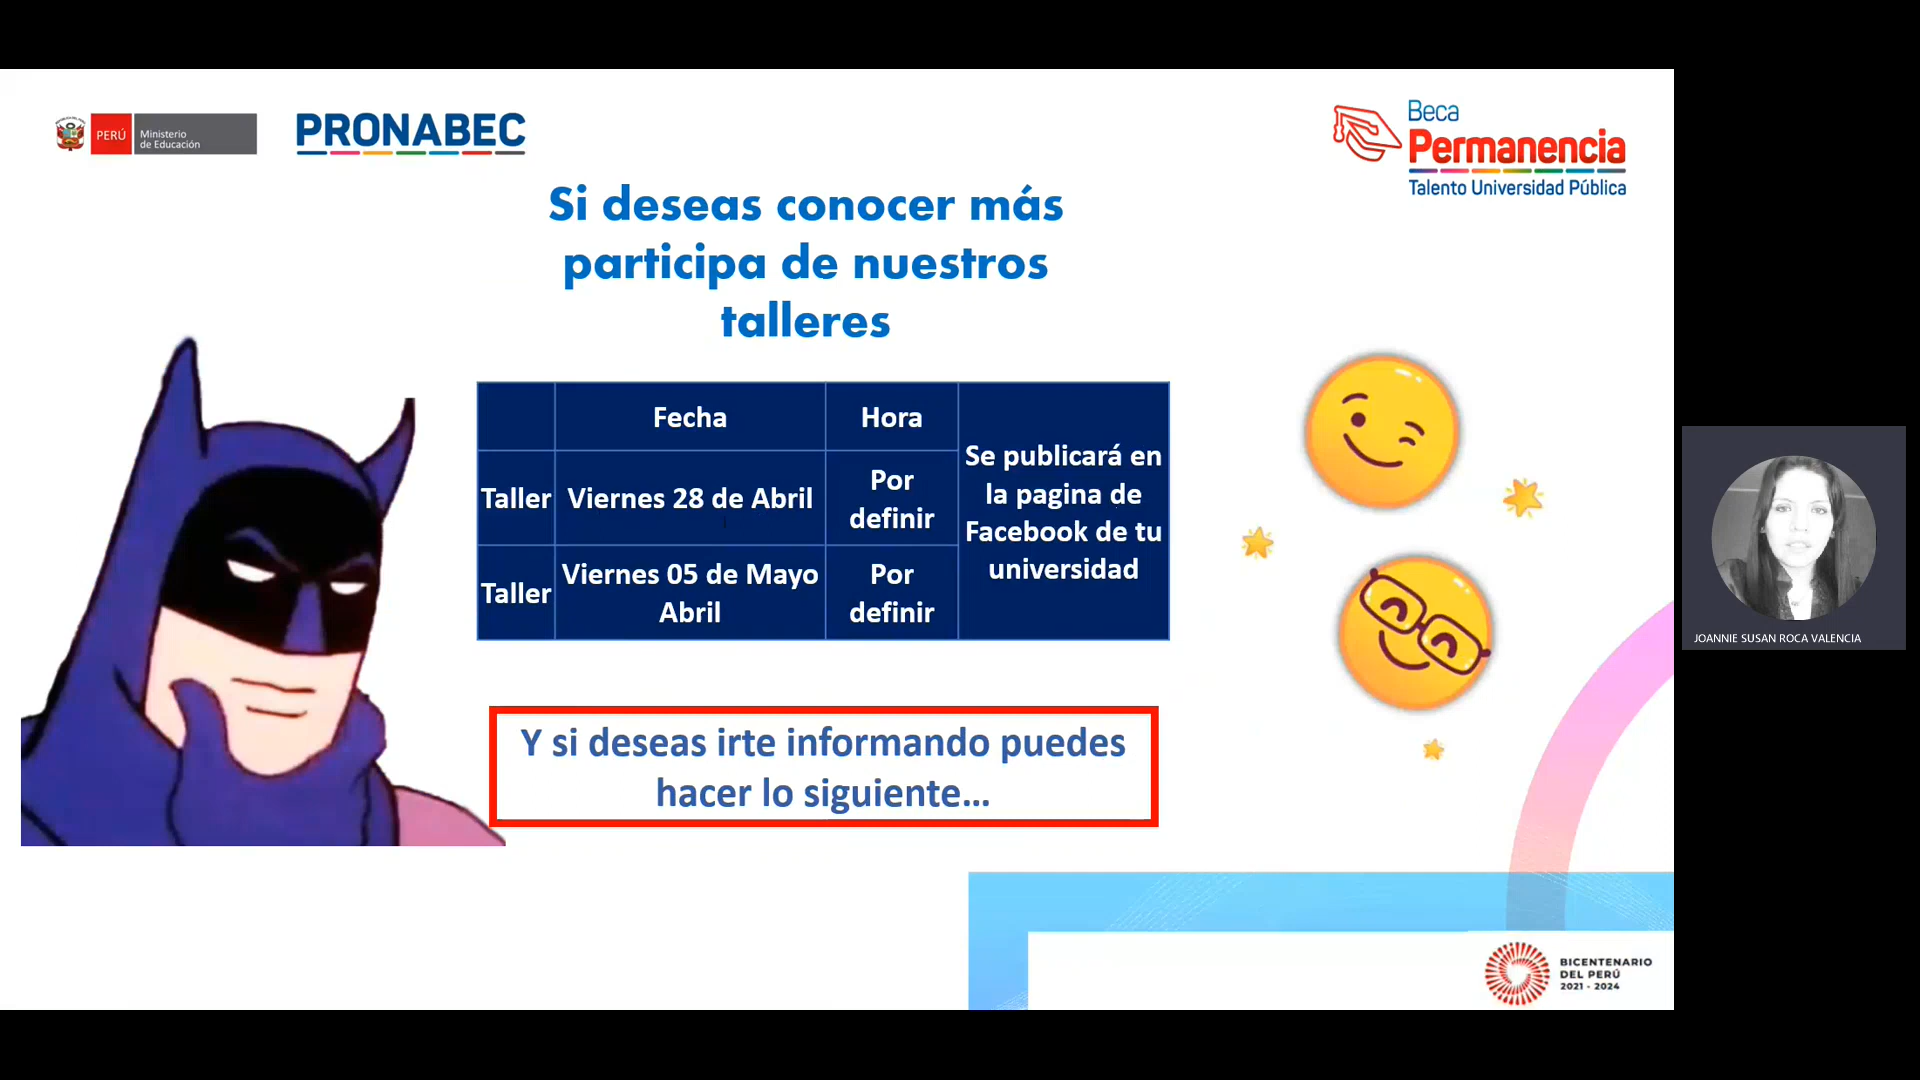 PERÚ
Ministerio
de Educación
PRONABEC
Beca
Permanencia
Talento Universidad Pública
Si deseas conocer más
participa de nuestros
talleres
Fecha
Hora
Se publicará en
la pagina de
Facebook de tu
universidad
Taller
Viernes 28 de Abril
Por
definir
Taller
Viernes 05 de Mayo
Abril
Por
definir
Y si deseas irte informando puedes
hacer lo siguiente...
JOANNIE SUSAN ROCA VALENCIA
BICENTENARIO
DEL PERÚ
2021 - 2024